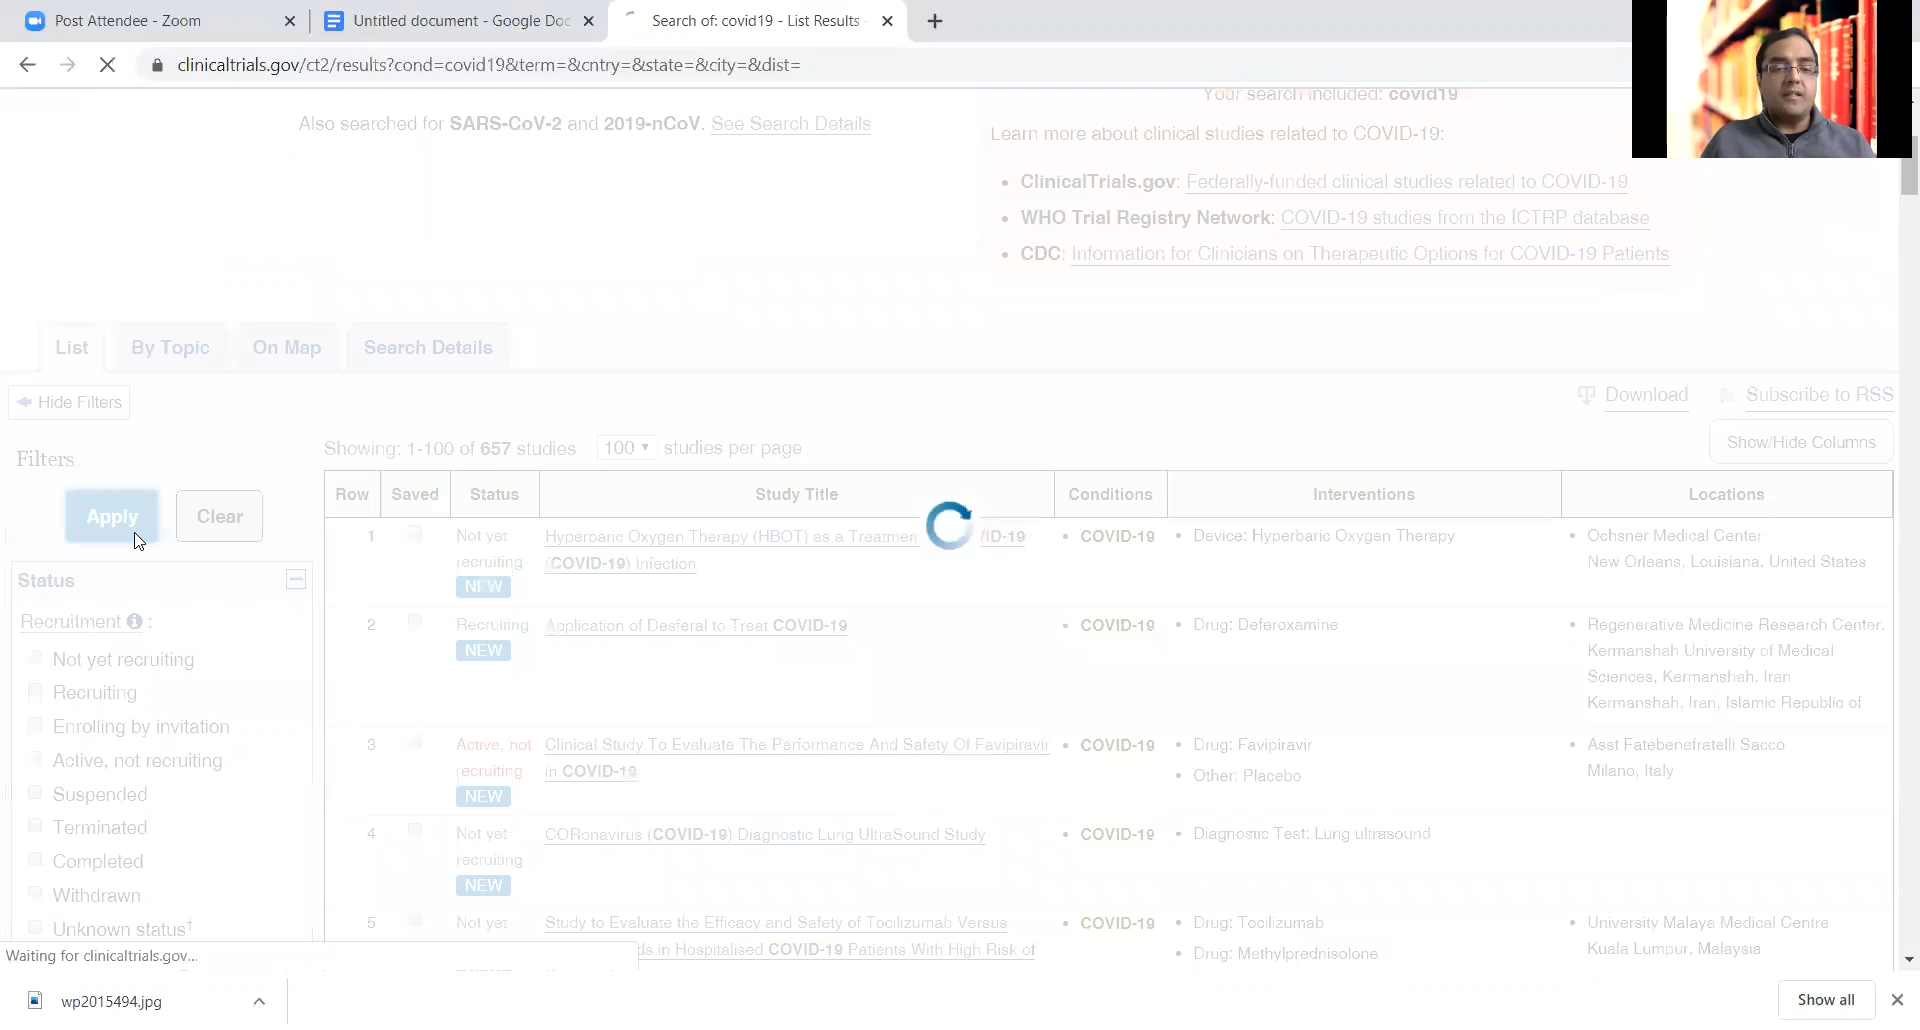 Post Attendee - Zoom
Untitled document - Google Doc
Search of: covid19 - List Results
clinicaltrials.gov/ct2/results?cond=covid19&term=&cntry=&state=&city=&dist=
Your search included: covid19
Also searched for SARS-CoV-2 and 2019-nCoV. See Search Details
Learn more about clinical studies related to COVID-19:
ClinicalTrials.gov: Federally-funded clinical studies related to COVID-19
WHO Trial Registry Network: COVID-19 studies from the ICTRP database
CDC: Information for Clinicians on Therapeutic Options for COVID-19 Patients
List By Topic On Map Search Details
Hide Filters
Download Subscribe to RSS
Show/Hide Columns
Showing: 1-100 of 657 studies 100 studies per page
Filters
Apply Clear
Status
Recruitment :
Not yet recruiting
Recruiting
Enrolling by invitation
Active, not recruiting
Suspended
Terminated
Completed
Withdrawn
Unknown status†
Row Saved Status Study Title Conditions Interventions Locations
1 Not yet Hyperbaric Oxygen Therapy (HBOT) as a Treatmen VID-19 COVID-19 Device: Hyperbaric Oxygen Therapy Ochsner Medical Center
recruiting (COVID-19) Infection New Orleans, Louisiana, United States
NEW
2 Recruiting Application of Desferal to Treat COVID-19 COVID-19 Drug: Deferoxamine Regenerative Medicine Research Center,
NEW Kermanshah University of Medical
Sciences, Kermanshah, Iran
Kermanshah, Iran, Islamic Republic of
3 Active, not Clinical Study To Evaluate The Performance And Safety Of Favipiravir COVID-19 Drug: Favipiravir Asst Fatebenefratelli Sacco
recruiting in COVID-19 Other: Placebo Milano, Italy
NEW
4 Not yet CORonavirus (COVID-19) Diagnostic Lung UltraSound Study COVID-19 Diagnostic Test: Lung ultrasound
recruiting
NEW
5 Not yet Study to Evaluate the Efficacy and Safety of Tocilizumab Versus COVID-19 Drug: Tocilizumab University Malaya Medical Centre
ds in Hospitalised COVID-19 Patients With High Risk of Drug: Methylprednisolone Kuala Lumpur, Malaysia
Waiting for clinicaltrials.gov...
wp2015494.jpg
Show all